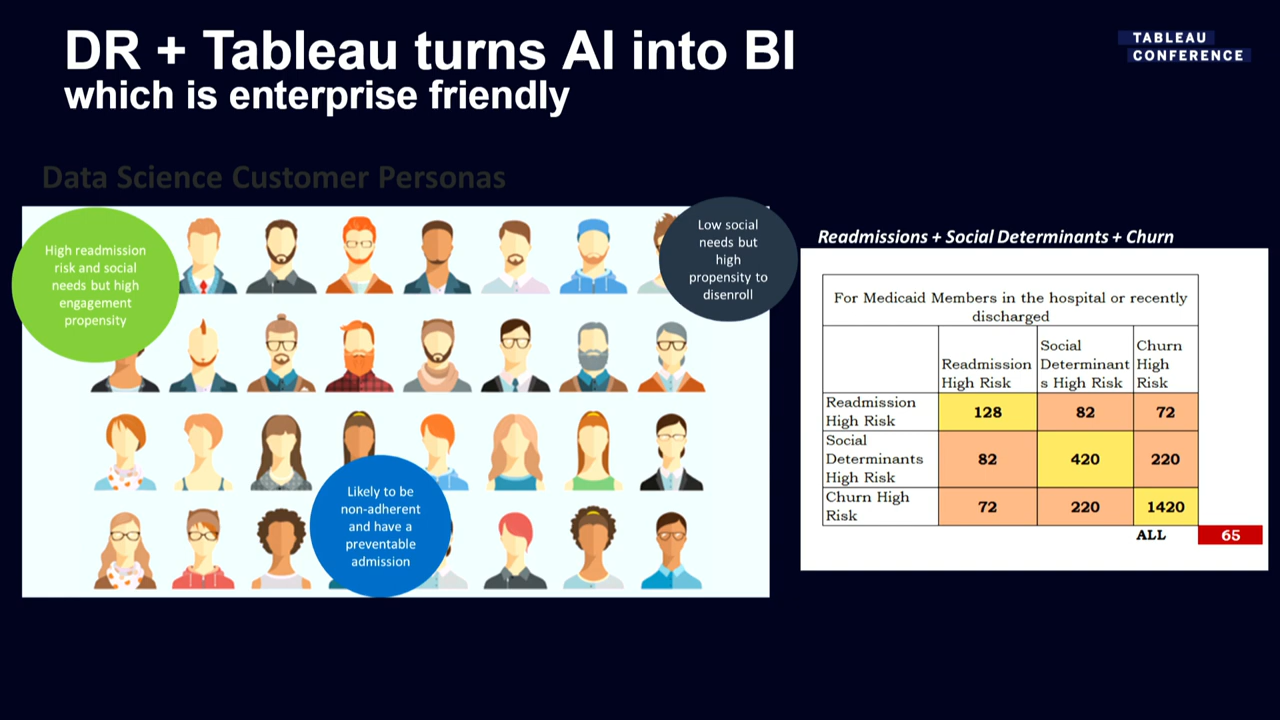 DR + Tableau turns AI into BI
which is enterprise friendly
TABLEAU
CONFERENCE
Data Science Customer Personas
High readmission
risk and social
needs but high
engagement
propensity
Low social
needs but
high
propensity to
disenroll
Likely to be
non-adherent
and have a
preventable
admission
Readmissions + Social Determinants + Churn
For Medicaid Members in the hospital or recently
discharged
Readmission
High Risk
Social
Determinant
s High Risk
Churn
High
Risk
Readmission
High Risk
128
82
72
Social
Determinants
High Risk
82
420
220
Churn High
Risk
72
220
1420
ALL
65